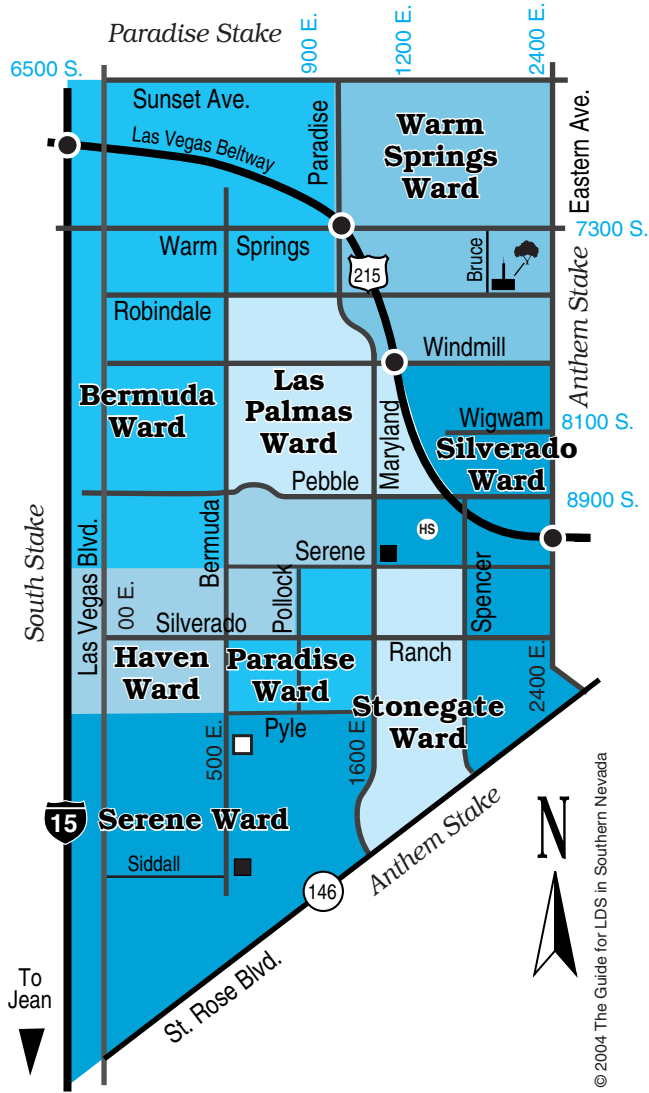 Paradise Stake
900 E.
1200 E.
2400 E.
6500 S.
Sunset Ave.
Las Vegas Beltway
Paradise
Warm
Springs
Ward
Eastern Ave.
7300 S.
Warm Springs
215
Bruce
Anthem Stake
Robindale
Windmill
Bermuda
Ward
Las
Palmas
Ward
Maryland
Wigwam
8100 S.
Silverado
Ward
Pebble
8900 S.
South Stake
Las Vegas Blvd.
Bermuda
HS
Serene
00 E.
Pollock
Spencer
Silverado
Ranch
Haven
Ward
Paradise
Ward
2400 E.
Stonegate
Ward
500 E.
Pyle
1600 E.
15
Serene Ward
Siddall
146
Anthem Stake
N
St. Rose Blvd.
To
Jean
© 2004 The Guide for LDS in Southern Nevada